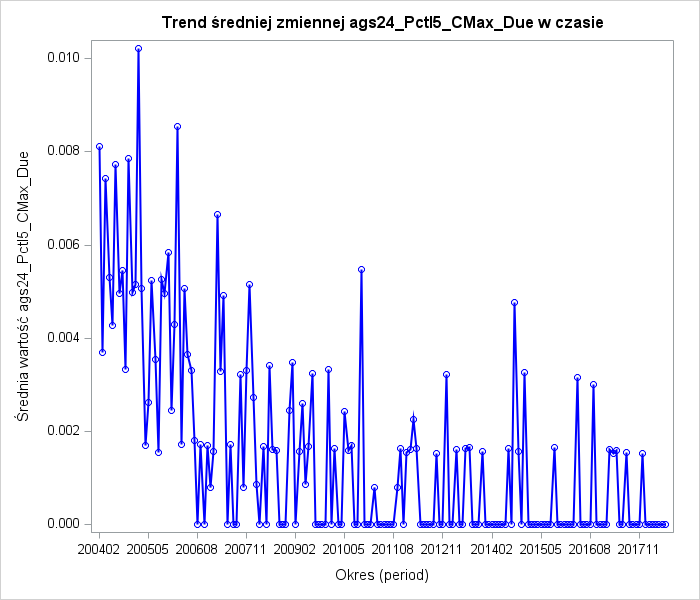 Trend średniej zmiennej ags24_Pctl5_CMax_Due w czasie
0.010
0.008
0.006
0.004
0.002
0.000
Średnia wartość ags24_Pctl5_CMax_Due
200402 200505 200608 200711 200902 201005 201108 201211 201402 201505 201608 201711
Okres (period)